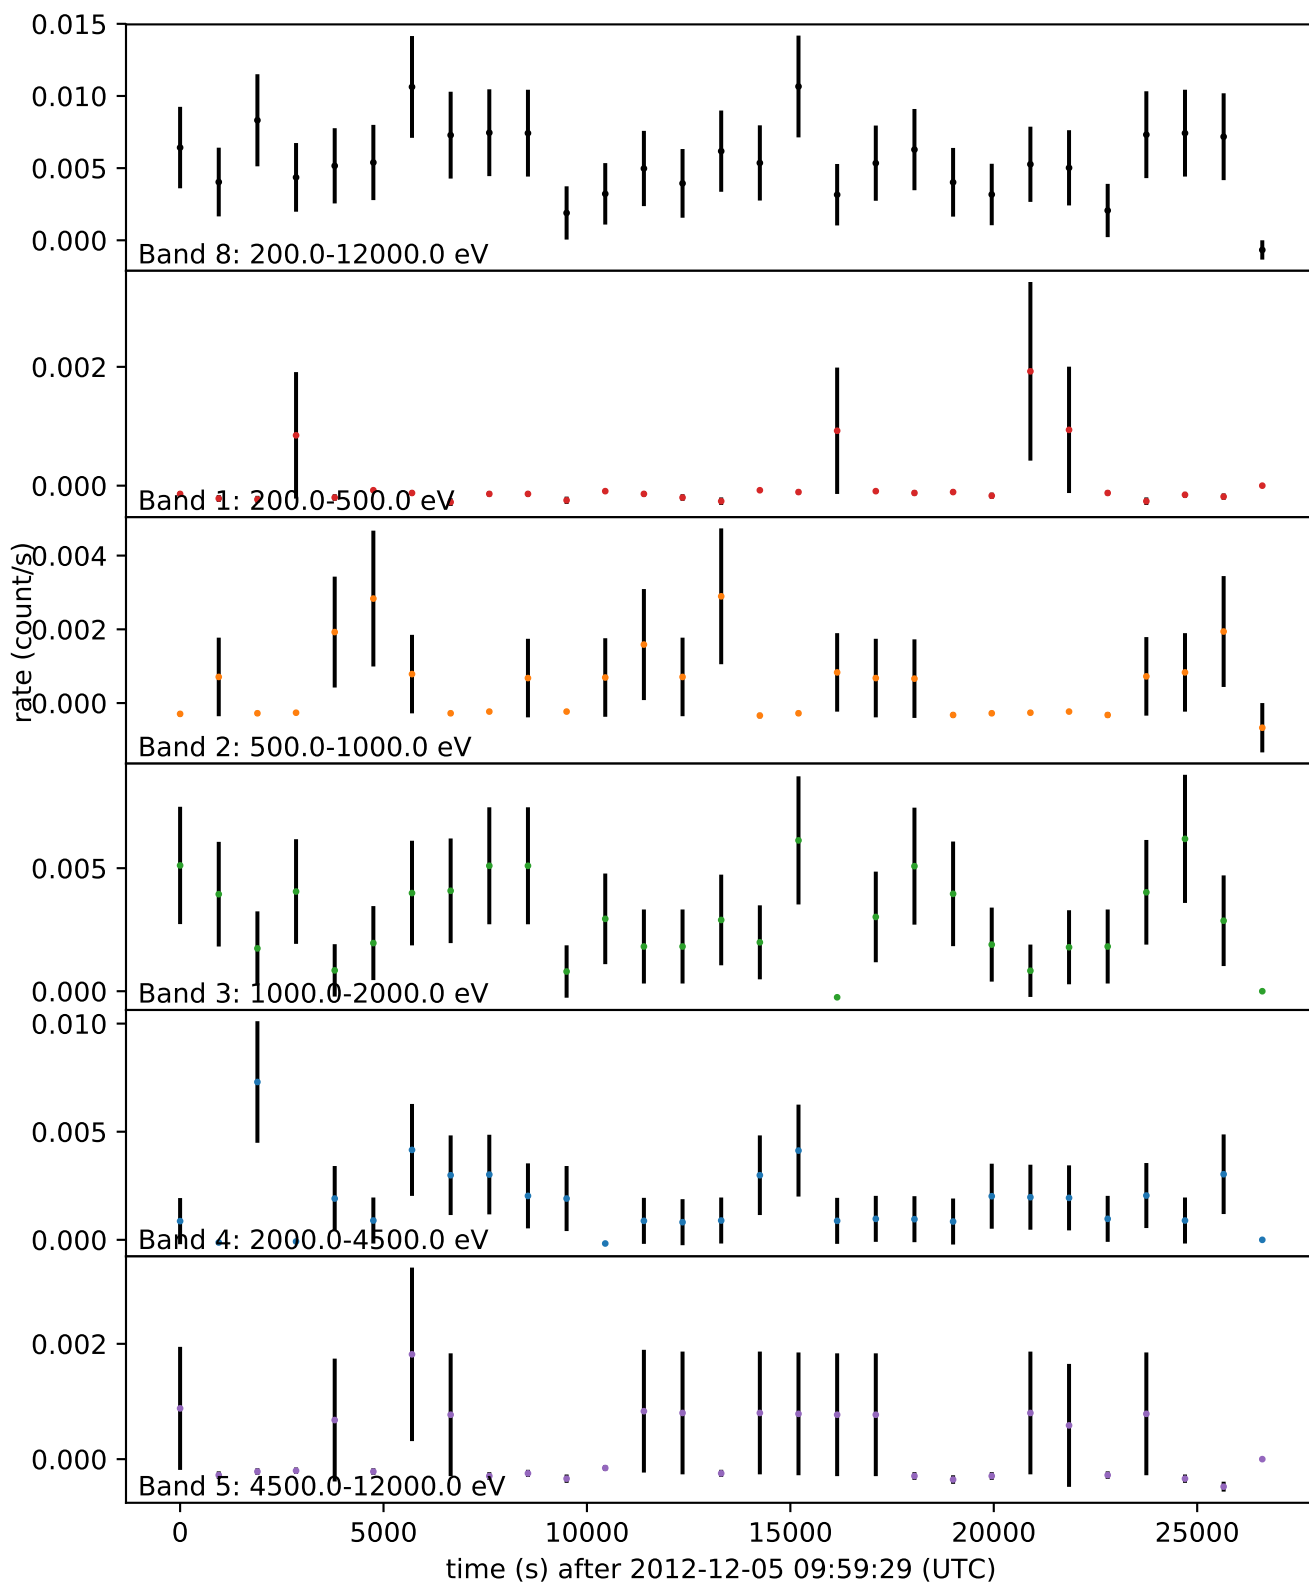 0.015
0.010
0.005
0.000
Band 8: 200.0-12000.0 eV
0.002
0.000
Band 1: 200.0-500.0 eV
rate (count/s)
0.004
0.002
0.000
Band 2: 500.0-1000.0 eV
0.005
0.000
Band 3: 1000.0-2000.0 eV
0.010
0.005
0.000
Band 4: 2000.0-4500.0 eV
0.002
0.000
Band 5: 4500.0-12000.0 eV
0 5000 10000 15000 20000 25000
time (s) after 2012-12-05 09:59:29 (UTC)